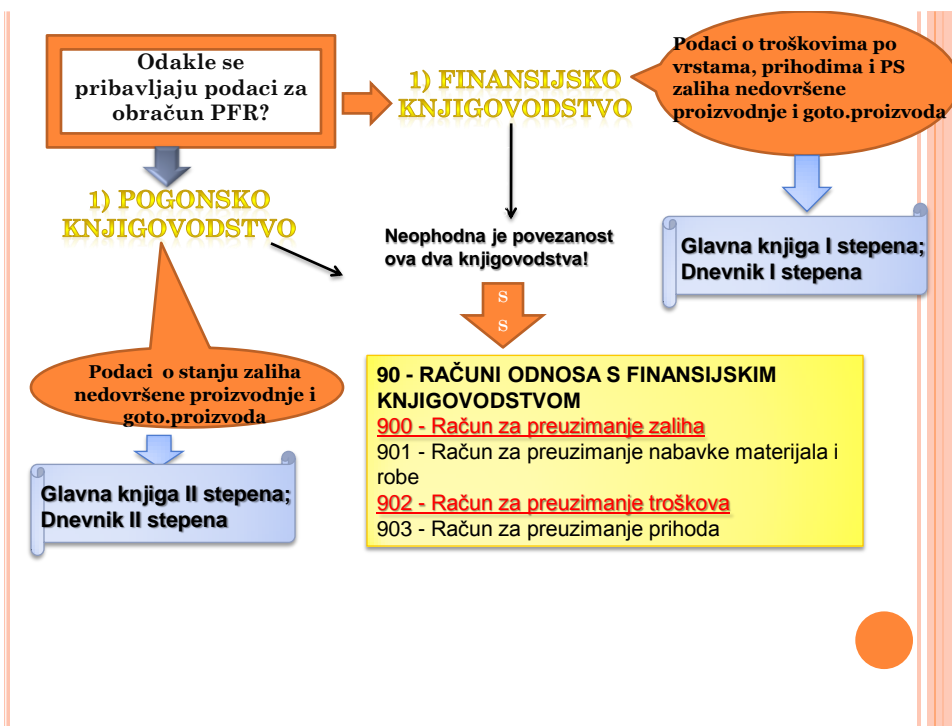 Odakle se
pribavljaju podaci za
obračun PFR?
1) FINANSIJSKO
KNJIGOVODSTVO
Podaci o troškovima po
vrstama, prihodima i PS
zaliha nedovršene
proizvodnje i goto.proizvoda
1) POGONSKO
KNJIGOVODSTVO
Neophodna je povezanost
ova dva knjigovodstva!
Glavna knjiga I stepena;
Dnevnik I stepena
S
S
Podaci o stanju zaliha
nedovršene proizvodnje i
goto.proizvoda
90 - RAČUNI ODNOSA S FINANSIJSKIM
KNJIGOVODSTVOM
900 - Račun za preuzimanje zaliha
901 - Račun za preuzimanje nabavke materijala i
robe
902 - Račun za preuzimanje troškova
903 - Račun za preuzimanje prihoda
Glavna knjiga II stepena;
Dnevnik II stepena